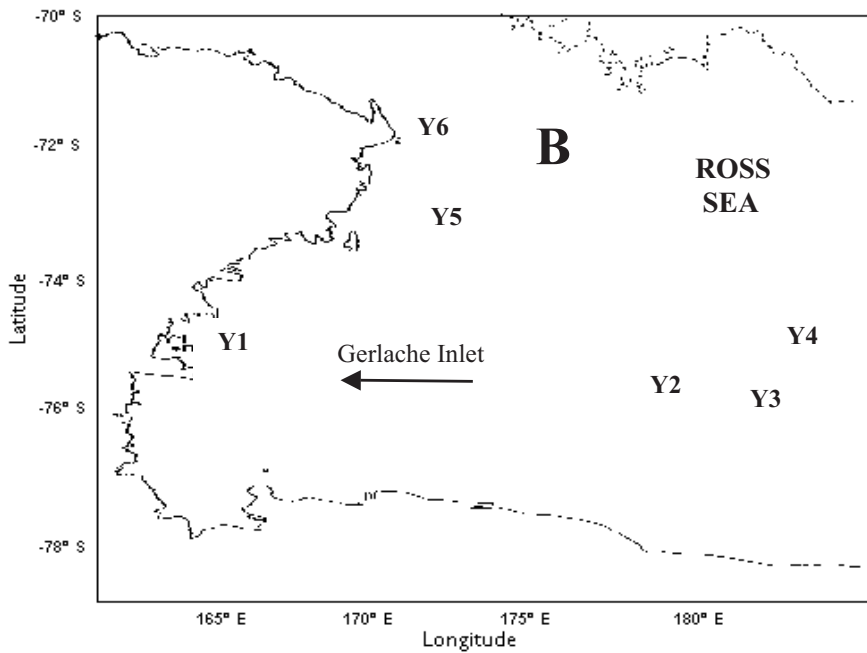 -70° S
Y6
-72° S
B
ROSS
SEA
Y5
-74° S
Latitude
Y1
Y4
Gerlache Inlet
Y2
Y3
-76° S
-78° S
165° E
170° E
175° E
180° E
Longitude